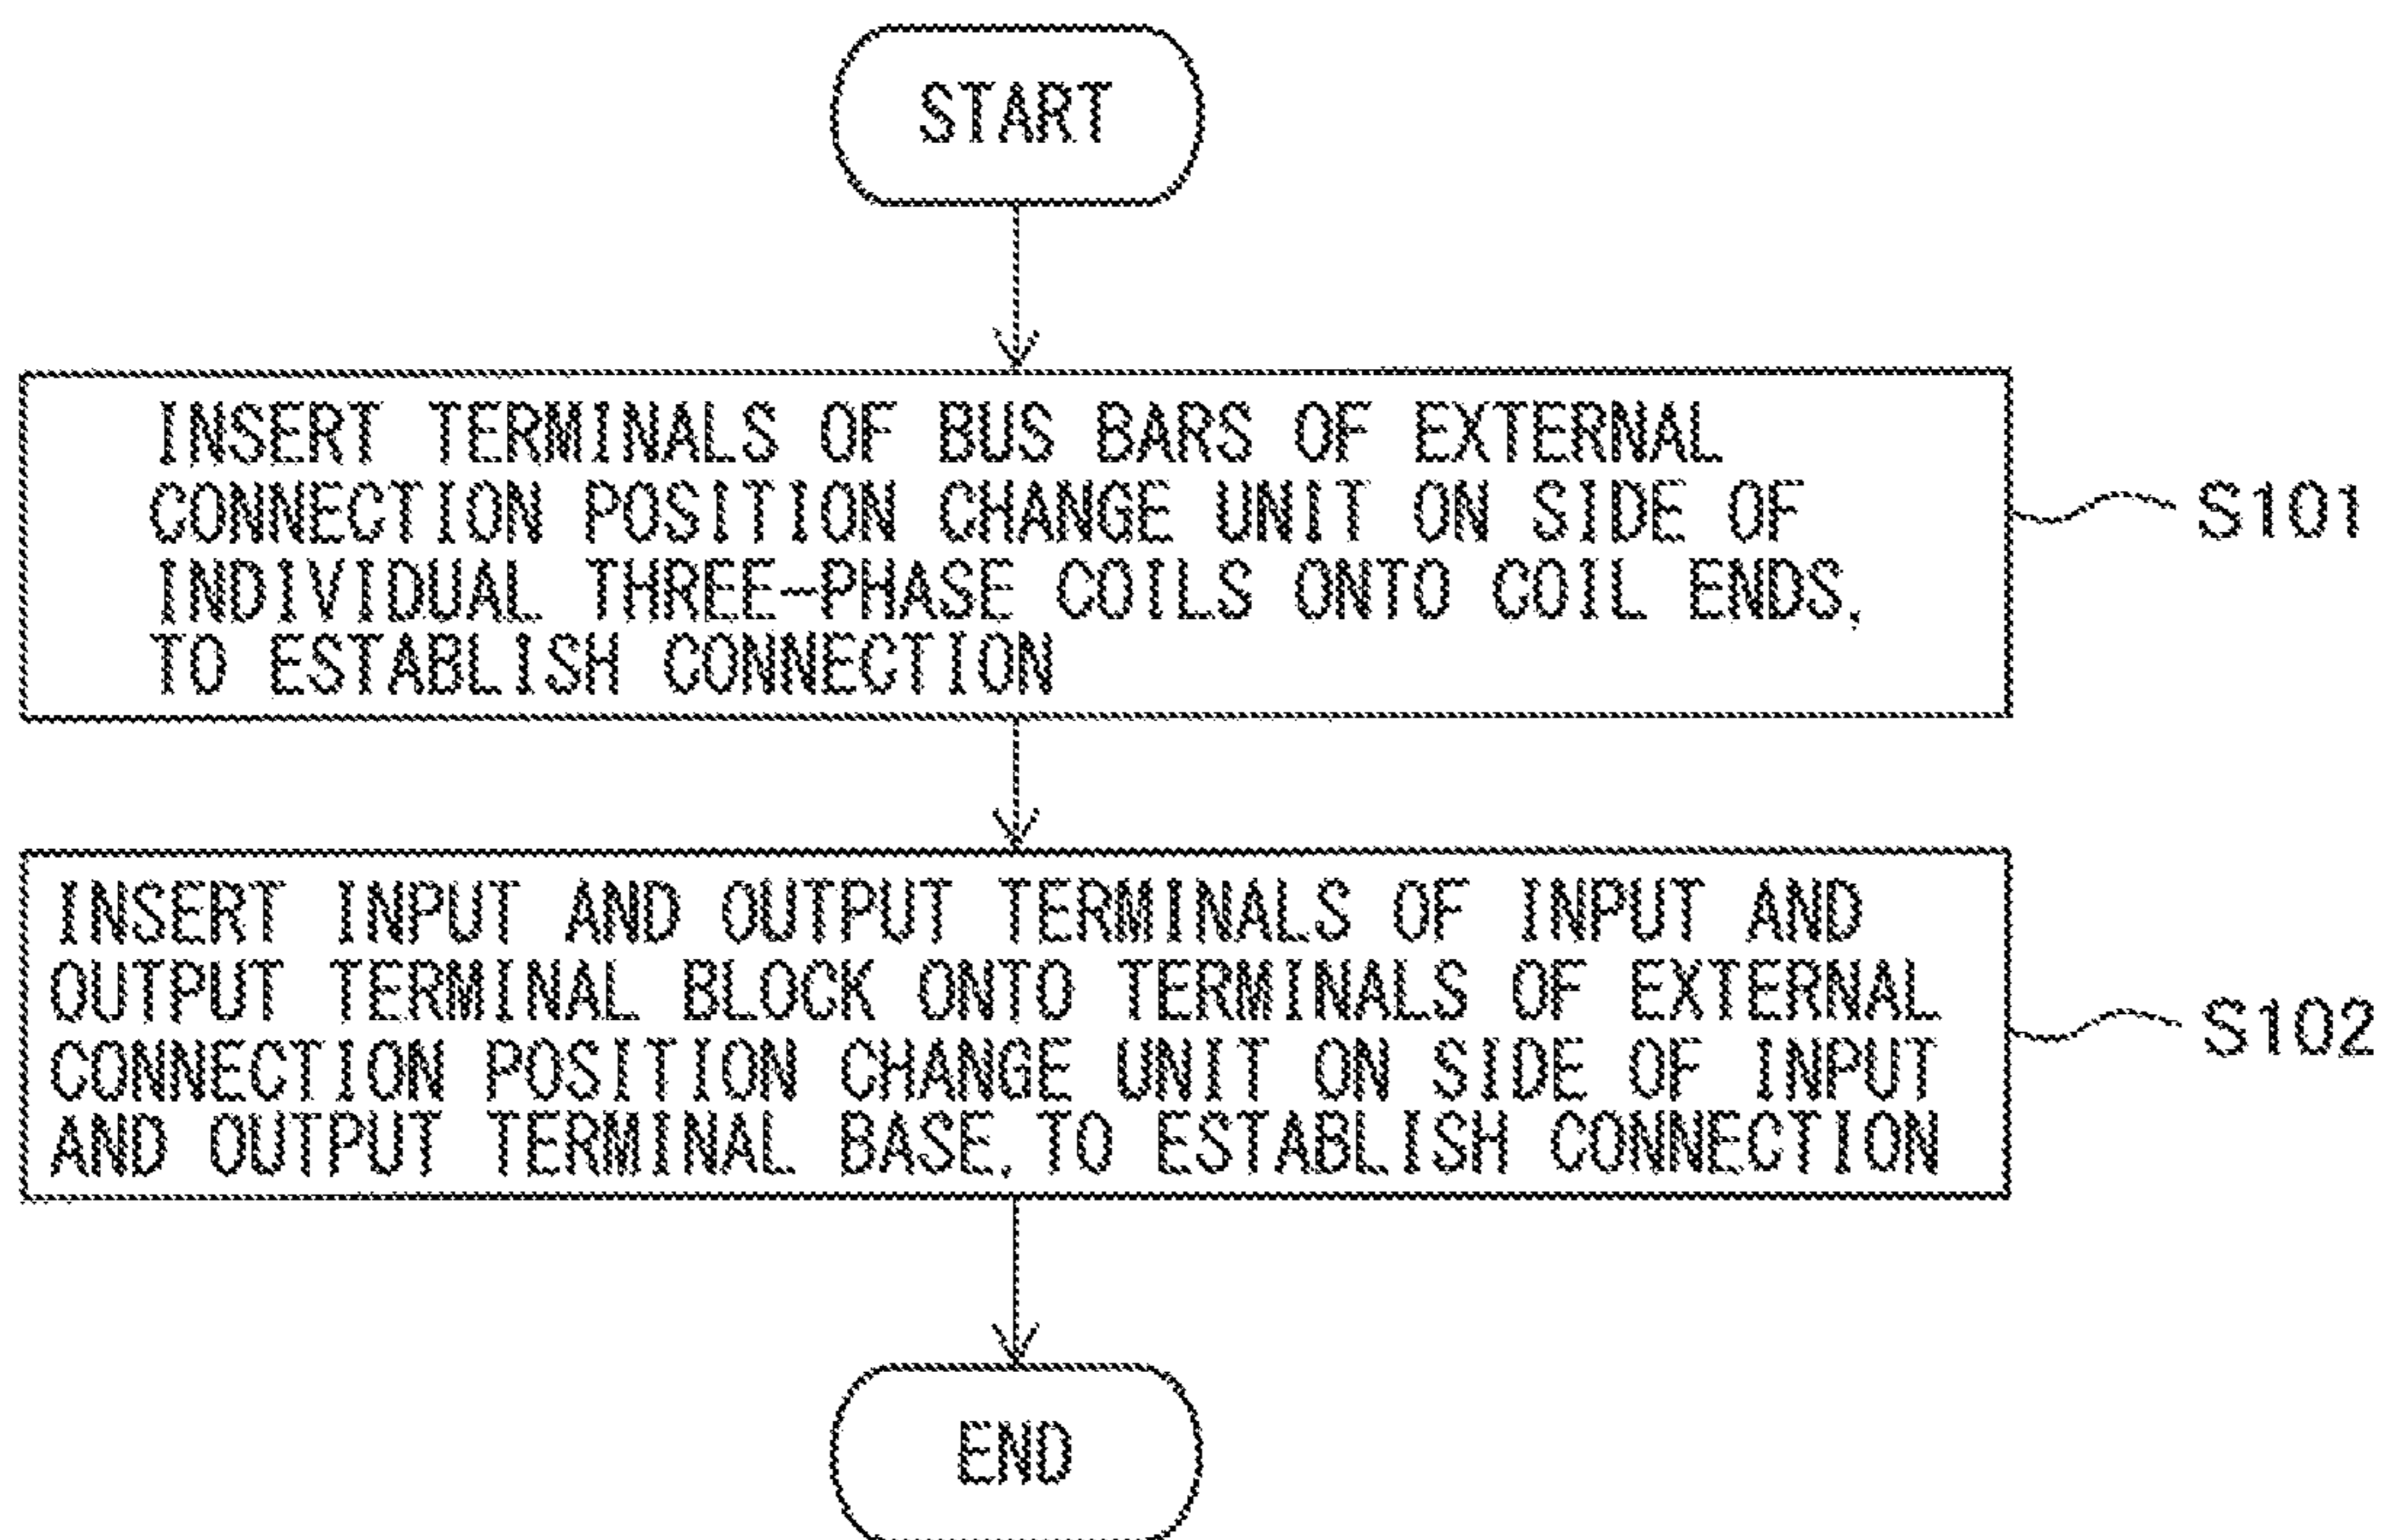 START
INSERT TERMINALS OF BUS BARS OF EXTERNAL
CONNECTION POSITION CHANGE UNIT ON SIDE OF
INDIVIDUAL THREE-PHASE COILS ONTO COIL ENDS,
TO ESTABLISH CONNECTION
S101
INSERT INPUT AND OUTPUT TERMINALS OF INPUT AND
OUTPUT TERMINAL BLOCK ONTO TERMINALS OF EXTERNAL
CONNECTION POSITION CHANGE UNIT ON SIDE OF INPUT
AND OUTPUT TERMINAL BASE, TO ESTABLISH CONNECTION
S102
END